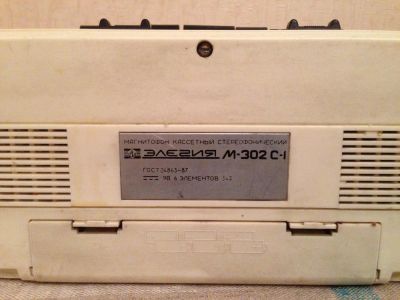 МАГНИТОФОН КАССЕТНЫЙ СТЕРЕОФОНИЧЕСКИЙ
ЭЛЕГИЯ М-302 С-1
ГОСТ 24863-87
9В 6 ЭЛЕМЕНТОВ 343